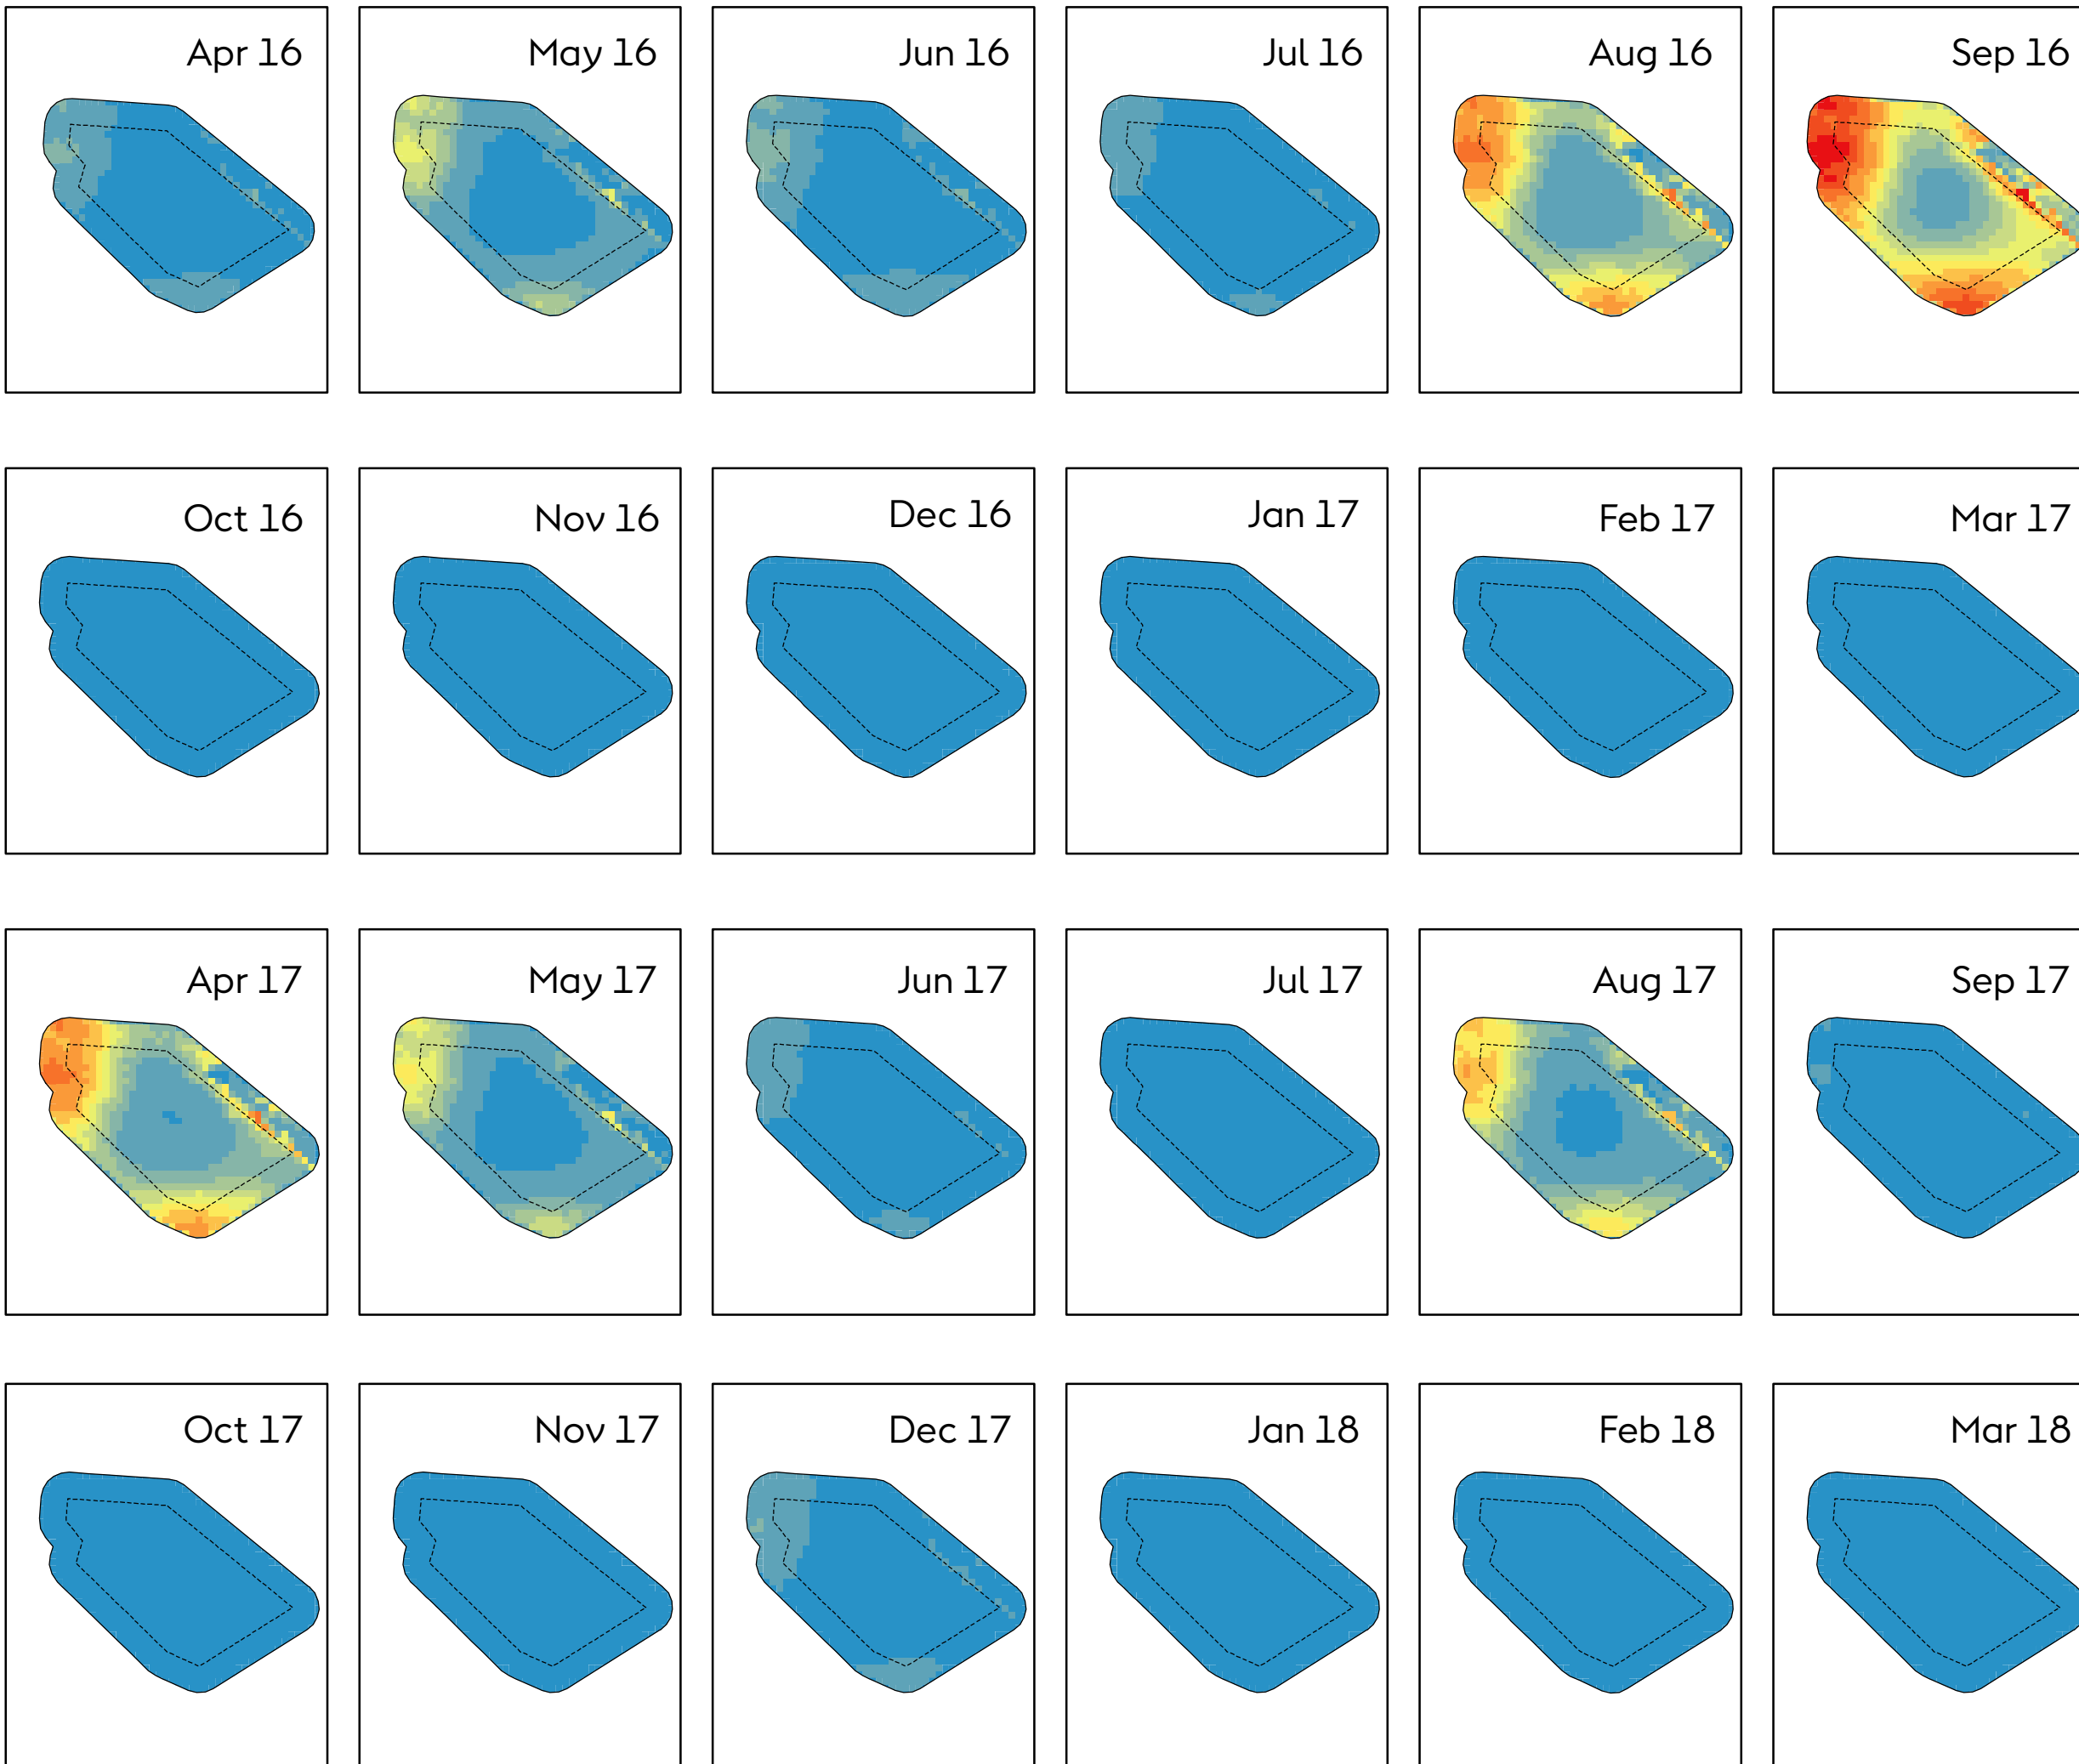 Apr 16
May 16
Jun 16
Jul 16
Aug 16
Sep 16
Oct 16
Nov 16
Dec 16
Jan 17
Feb 17
Mar 17
Apr 17
May 17
Jun 17
Jul 17
Aug 17
Sep 17
Oct 17
Nov 17
Dec 17
Jan 18
Feb 18
Mar 18